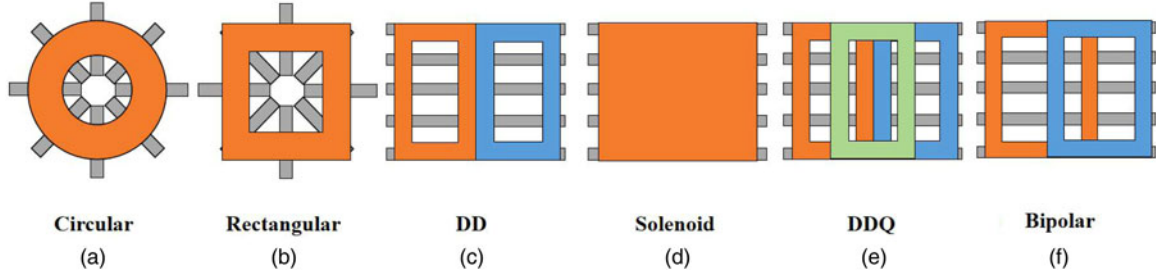 Circular Rectangular DD Solenoid DDQ Bipolar
(a) (b) (c) (d) (e) (f)